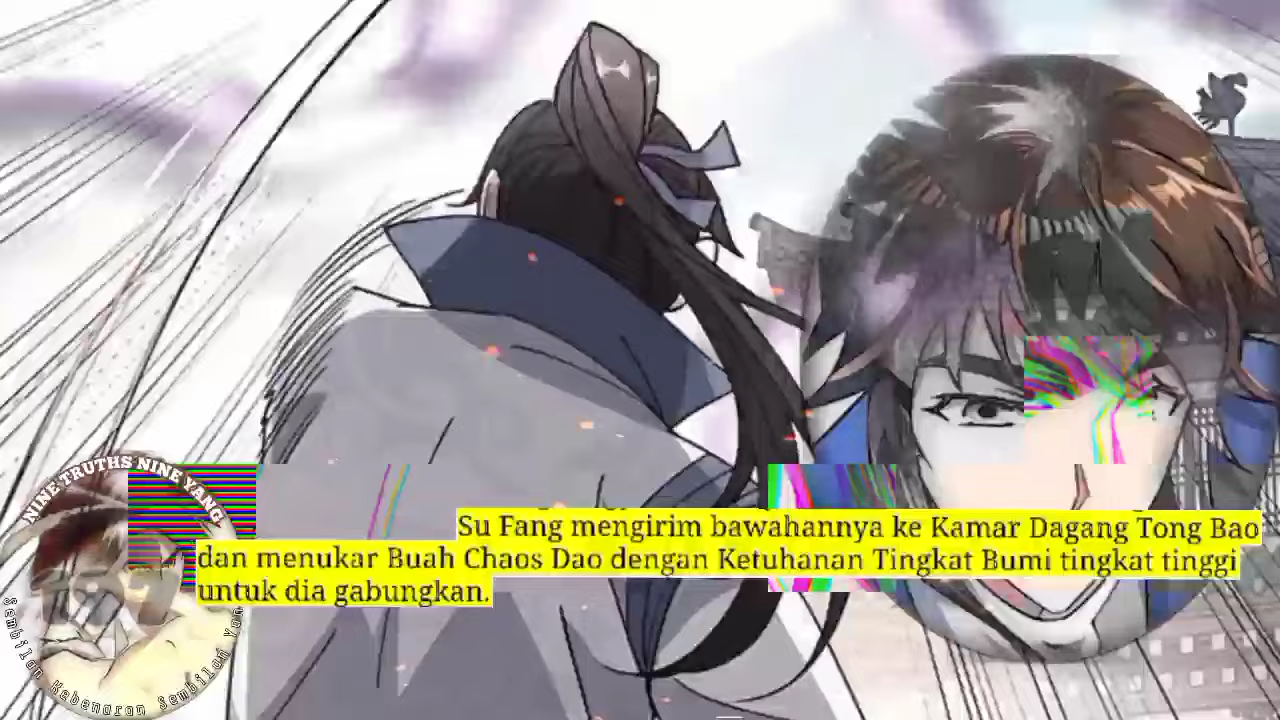 NINE TRUTHS NINE YANG
Su Fang mengirim bawahannya ke Kamar Dagang Tong Bao
dan menukar Buah Chaos Dao dengan Ketuhanan Tingkat Bumi tingkat tinggi
untuk dia gabungkan.
Sembilan Kebenaran Sembilan Yang